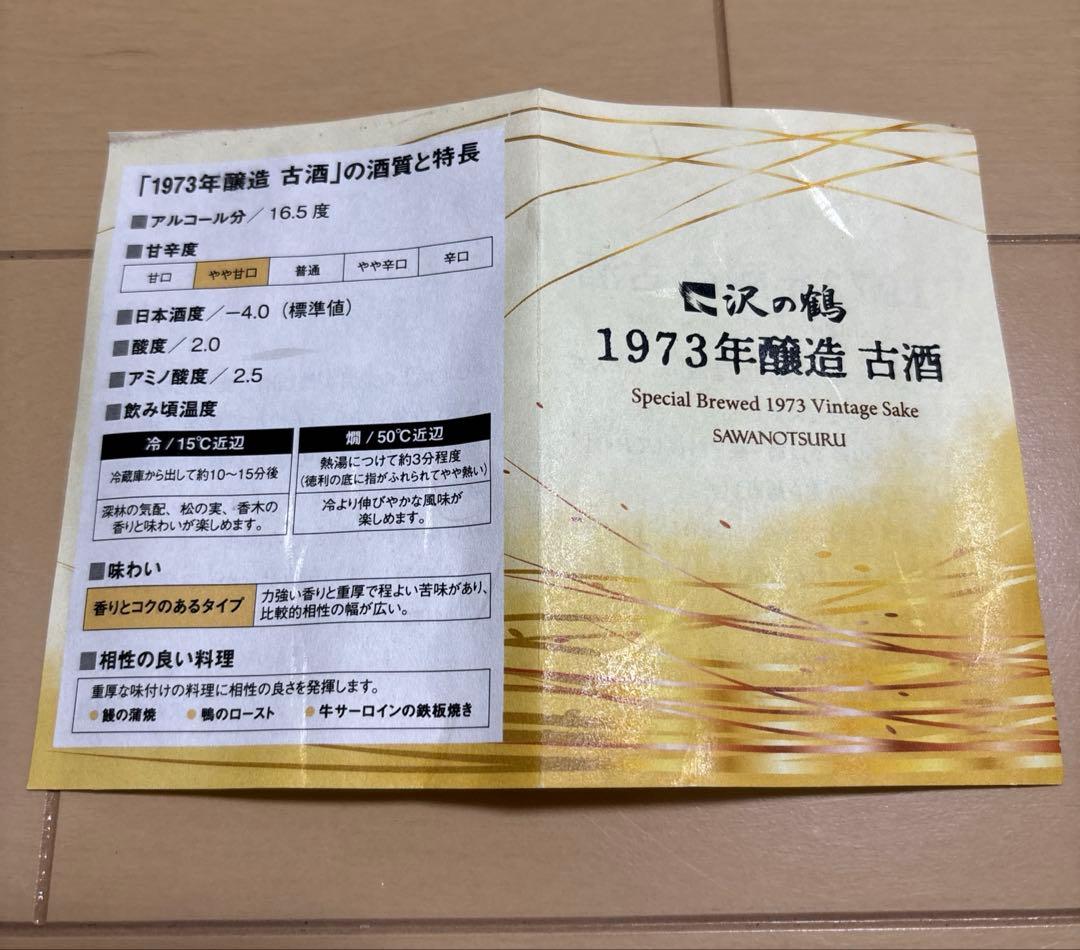 「1973年醸造 古酒」の酒質と特長
■アルコール分／16.5度
■甘辛度
甘口 やや甘口 普通 やや辛口 辛口
■日本酒度／−4.0（標準値）
■酸度／2.0
■アミノ酸度／2.5
■飲み頃温度
冷/15℃近辺
冷蔵庫から出して約10〜15分後
深林の気配、松の実、香木の
香りと味わいが楽しめます。
燗/50℃近辺
熱湯につけて約3分程度
（徳利の底に指がふれられてやや熱い）
冷より伸びやかな風味が
楽しめます。
■味わい
香りとコクのあるタイプ
力強い香りと重厚で程よい苦味があり、
比較的相性の幅が広い。
■相性の良い料理
重厚な味付けの料理に相性の良さを発揮します。
●鰻の蒲焼 ●鴨のロースト ●牛サーロインの鉄板焼き
沢の鶴
1973年醸造 古酒
Special Brewed 1973 Vintage Sake
SAWANOTSURU